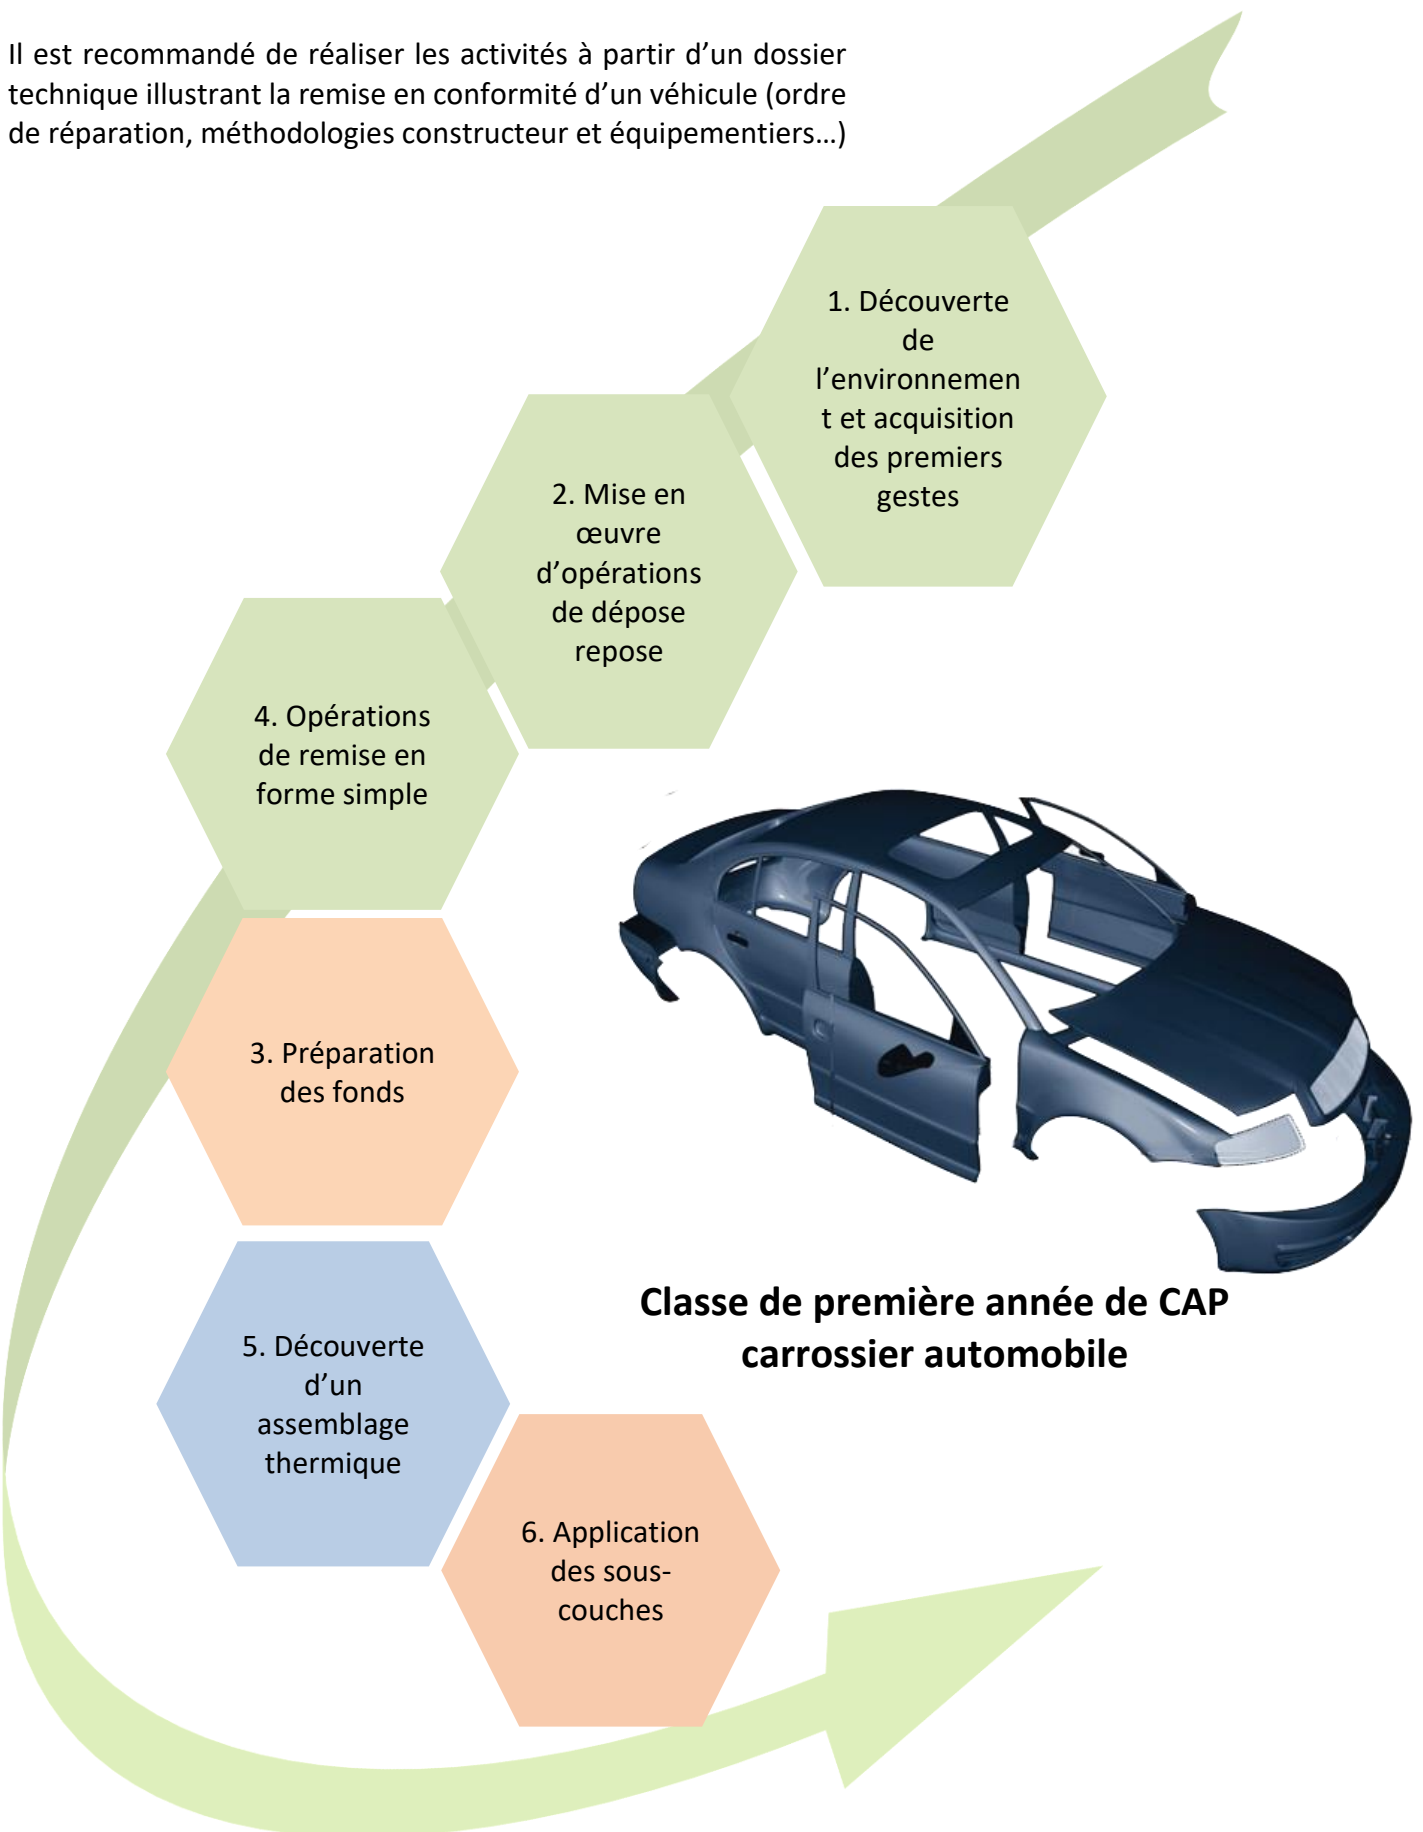 Il est recommandé de réaliser les activités à partir d’un dossier
technique illustrant la remise en conformité d’un véhicule (ordre
de réparation, méthodologies constructeur et équipementiers…)
1. Découverte
de
l’environnemen
t et acquisition
des premiers
gestes
2. Mise en
œuvre
d’opérations
de dépose
repose
4. Opérations
de remise en
forme simple
3. Préparation
des fonds
5. Découverte
d’un
assemblage
thermique
6. Application
des sous-
couches
Classe de première année de CAP
carrossier automobile